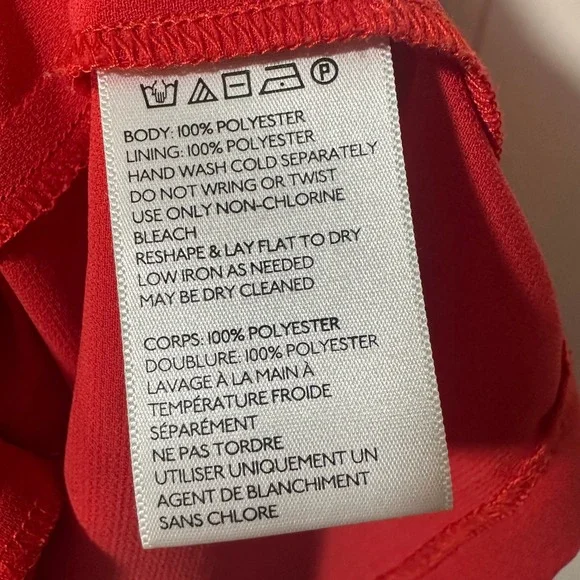 P
BODY: 100% POLYESTER
LINING: 100% POLYESTER
HAND WASH COLD SEPARATELY
DO NOT WRING OR TWIST
USE ONLY NON-CHLORINE
BLEACH
RESHAPE & LAY FLAT TO DRY
LOW IRON AS NEEDED
MAY BE DRY CLEANED
CORPS: 100% POLYESTER
DOUBLURE: 100% POLYESTER
LAVAGE À LA MAIN À
TEMPÉRATURE FROIDE
SÉPARÉMENT
NE PAS TORDRE
UTILISER UNIQUEMENT UN
AGENT DE BLANCHIMENT
SANS CHLORE